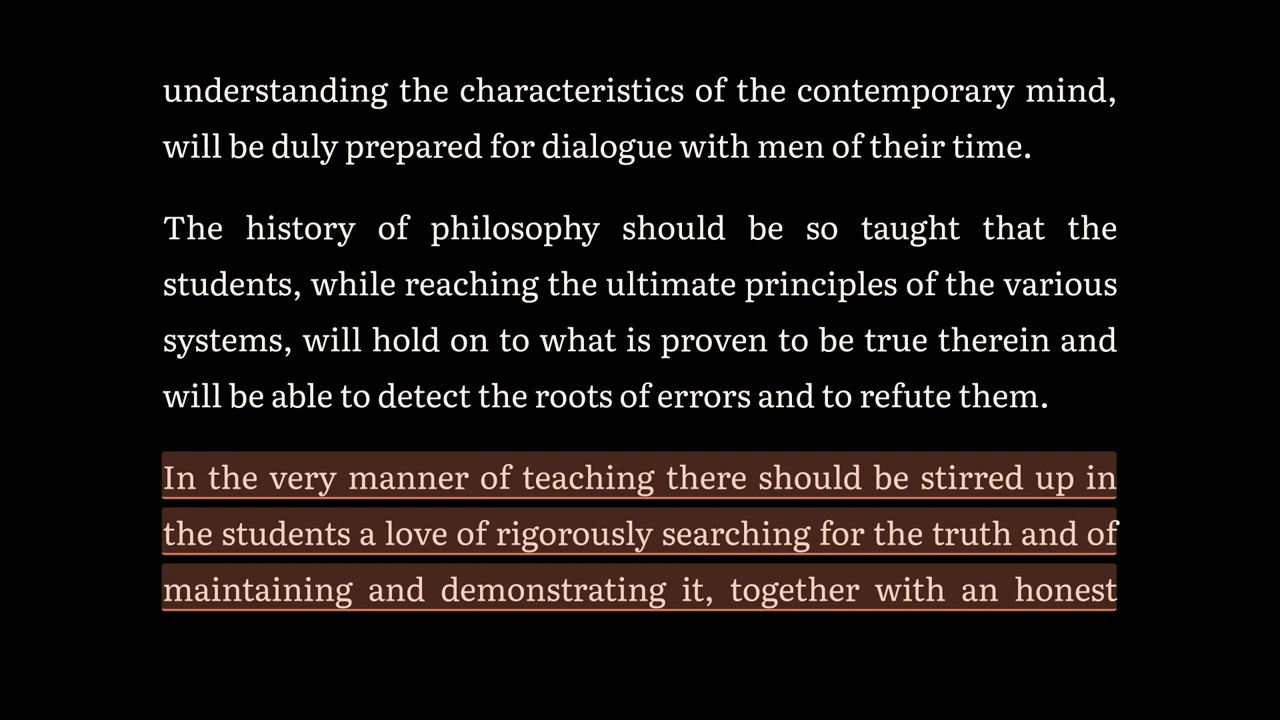 understanding the characteristics of the contemporary mind,
will be duly prepared for dialogue with men of their time.
The history of philosophy should be so taught that the
students, while reaching the ultimate principles of the various
systems, will hold on to what is proven to be true therein and
will be able to detect the roots of errors and to refute them.
In the very manner of teaching there should be stirred up in
the students a love of rigorously searching for the truth and of
maintaining and demonstrating it, together with an honest